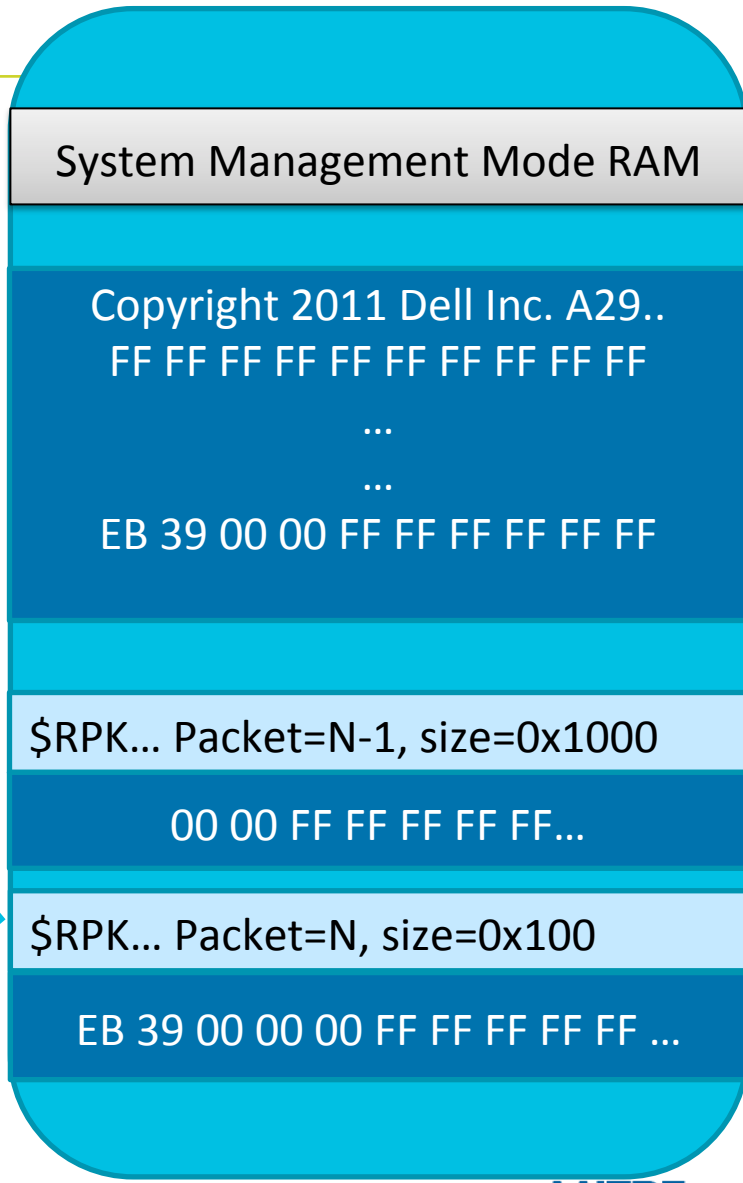 System Management Mode RAM
Copyright 2011 Dell Inc. A29..
FF FF FF FF FF FF FF FF FF FF
…
…
EB 39 00 00 FF FF FF FF FF FF
$RPK… Packet=N-1, size=0x1000
00 00 FF FF FF FF FF…
$RPK… Packet=N, size=0x100
EB 39 00 00 00 FF FF FF FF FF …